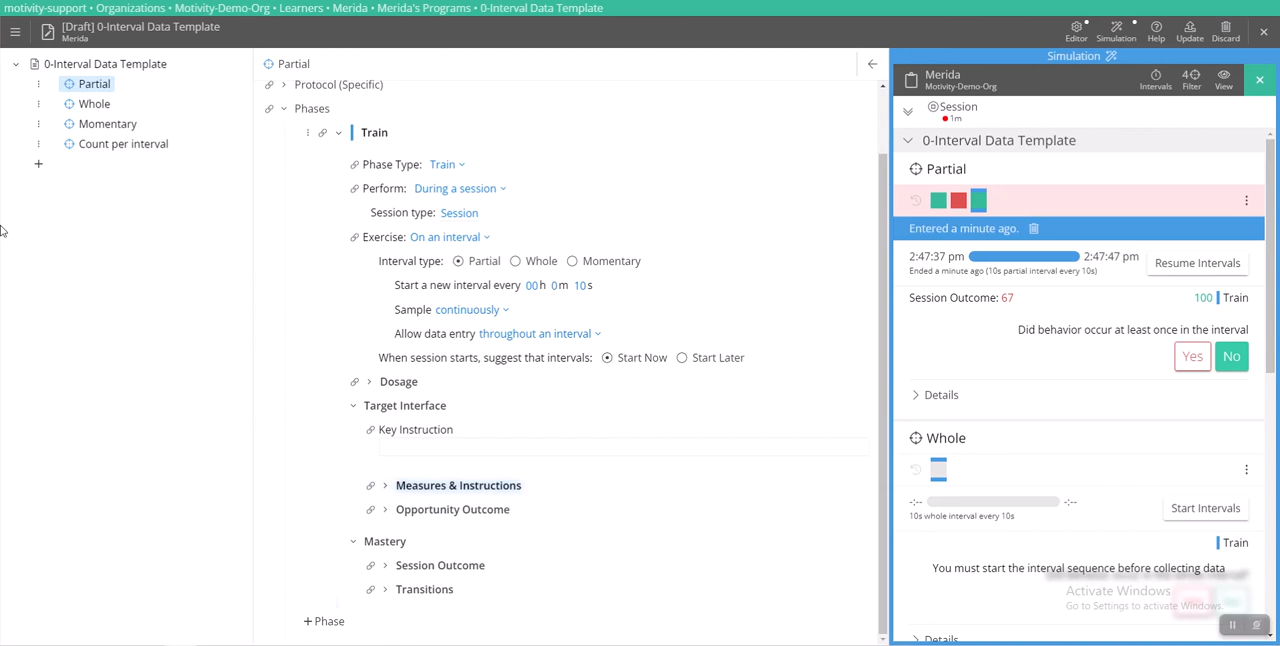 motivity-support • Organizations • Motivity-Demo-Org • Learners • Merida • Merida's Programs • 0-Interval Data Template
[Draft] 0-Interval Data Template
Merida
Editor Simulation Help Update Discard
0-Interval Data Template
Partial
Whole
Momentary
Count per interval
Partial
Protocol (Specific)
Phases
Train
Phase Type: Train
Perform: During a session
Session type: Session
Exercise: On an interval
Interval type: Partial Whole Momentary
Start a new interval every 00h 0m 10s
Sample continuously
Allow data entry throughout an interval
When session starts, suggest that intervals: Start Now Start Later
Dosage
Target Interface
Key Instruction
Measures & Instructions
Opportunity Outcome
Mastery
Session Outcome
Transitions
+ Phase
Simulation
Merida
Motivity-Demo-Org
Intervals 4 Filter View
Session
1m
0-Interval Data Template
Partial
Entered a minute ago.
2:47:37 pm 2:47:47 pm
Ended a minute ago (10s partial interval every 10s)
Resume Intervals
Session Outcome: 67 100 Train
Did behavior occur at least once in the interval
Yes No
Details
Whole
-:-- -:--
10s whole interval every 10s
Start Intervals
Train
You must start the interval sequence before collecting data
Activate Windows
Go to Settings to activate Windows.
Details